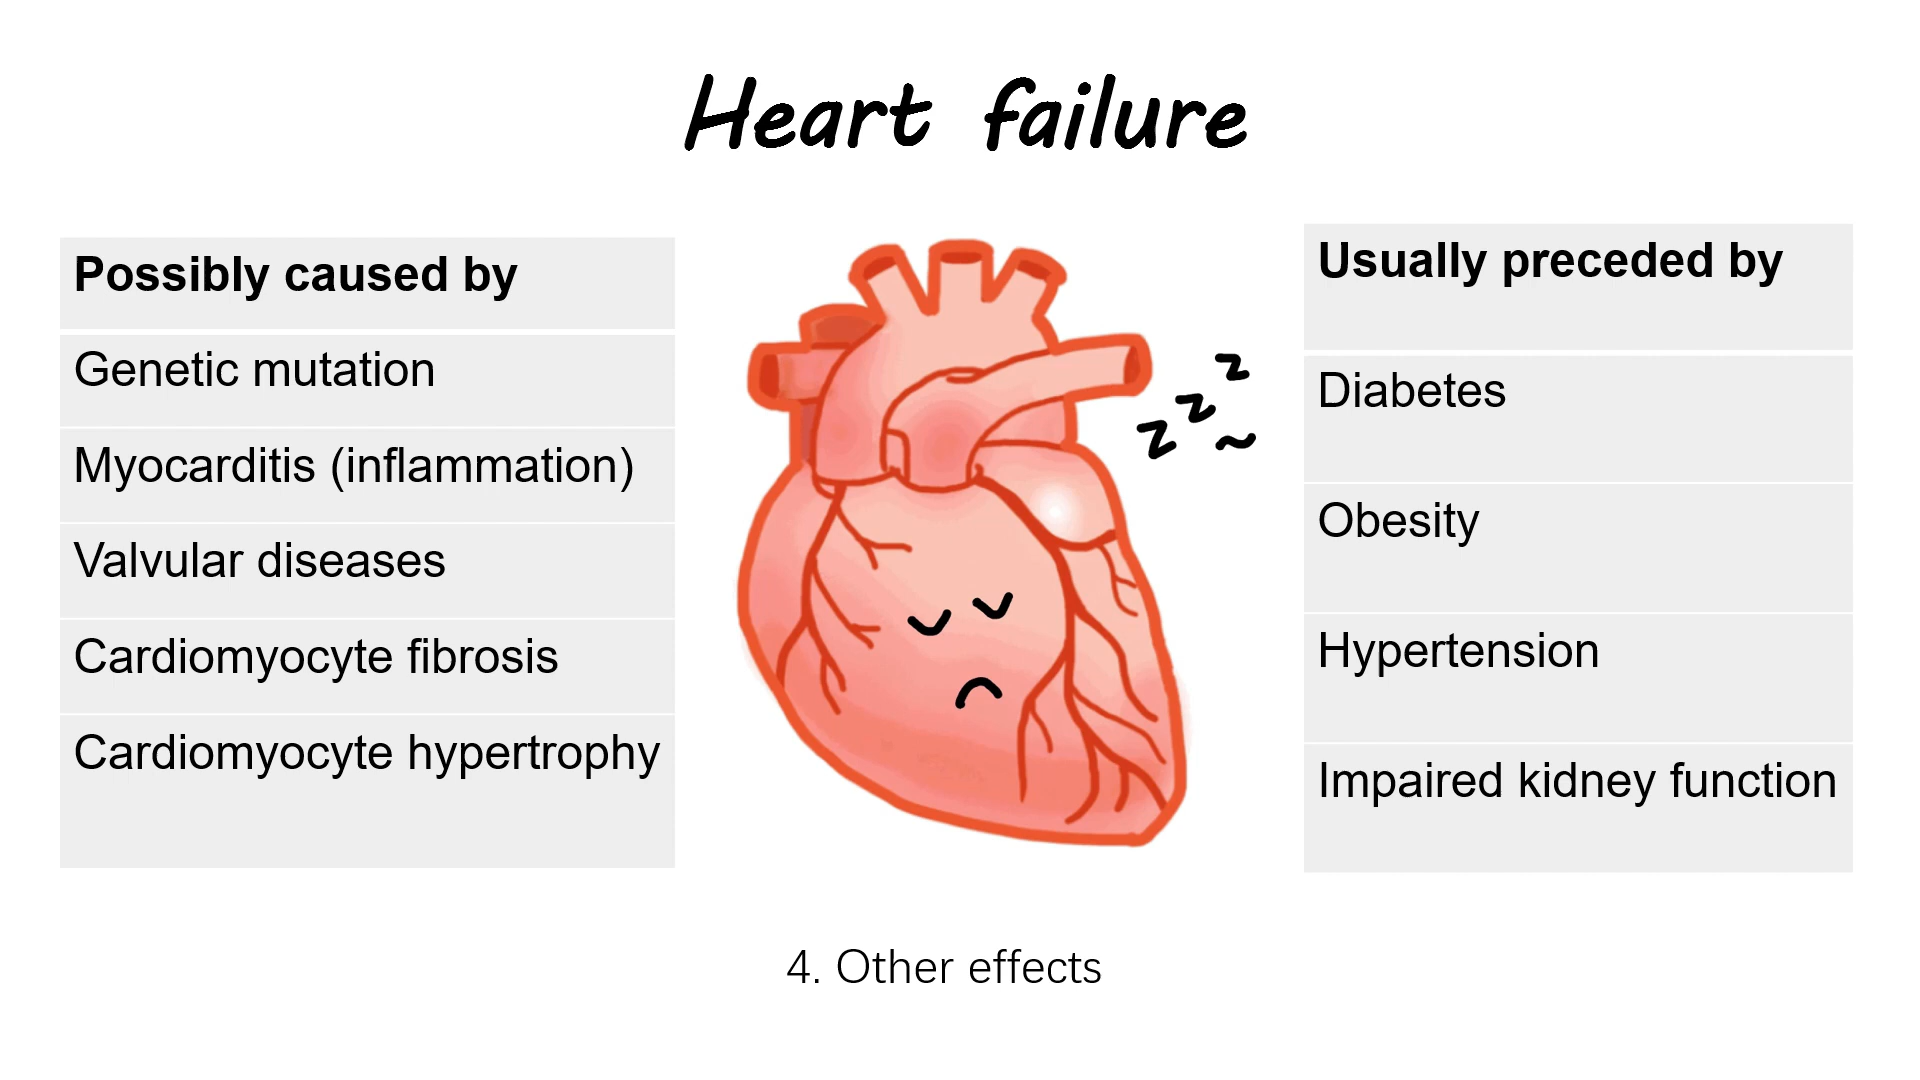 Heart failure
Possibly caused by
Genetic mutation
Myocarditis (inflammation)
Valvular diseases
Cardiomyocyte fibrosis
Cardiomyocyte hypertrophy
z z z ~
Usually preceded by
Diabetes
Obesity
Hypertension
Impaired kidney function
4. Other effects